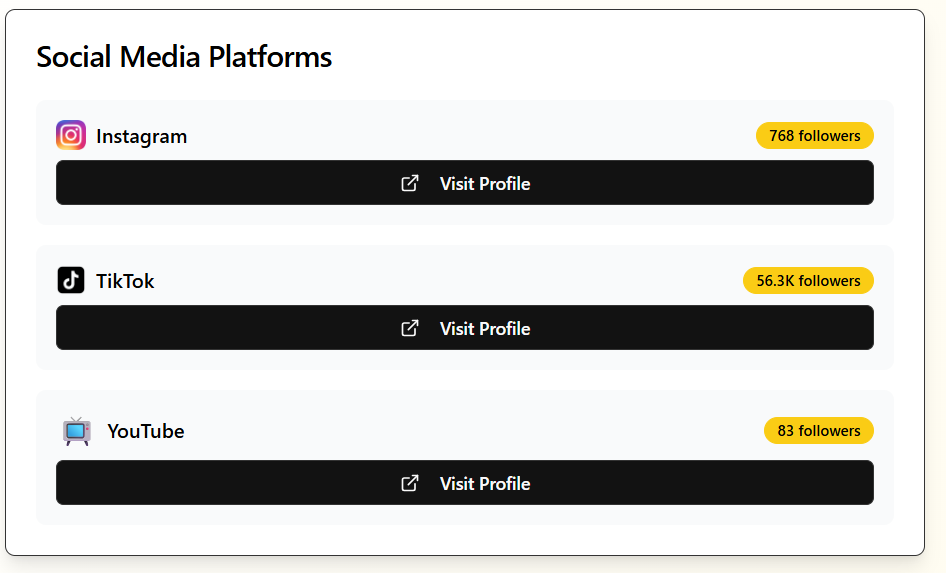 Social Media Platforms
Instagram
768 followers
Visit Profile
TikTok
56.3K followers
Visit Profile
YouTube
83 followers
Visit Profile